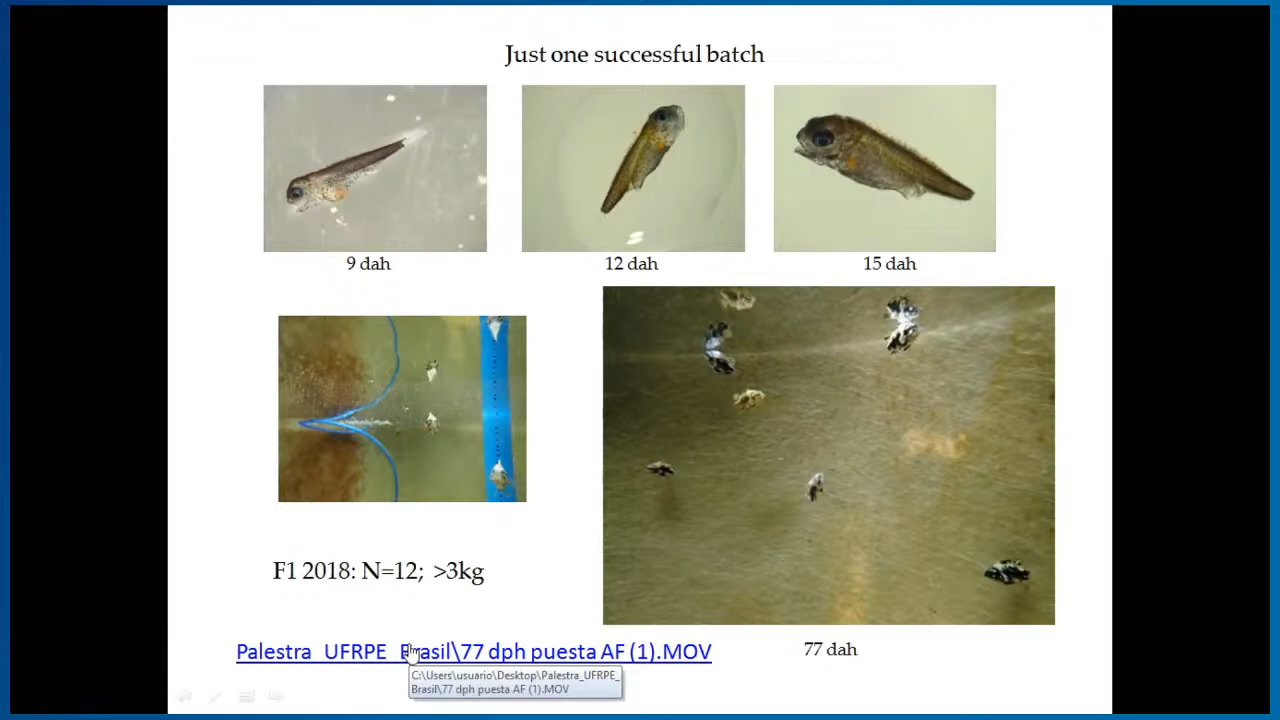 Just one successful batch
9 dah
12 dah
15 dah
F1 2018: N=12; >3kg
Palestra_UFRPE_Brasil\77 dph puesta AF (1).MOV
77 dah
C:\Users\usuario\Desktop\Palestra_UFRPE_
Brasil\77 dph puesta AF (1).MOV